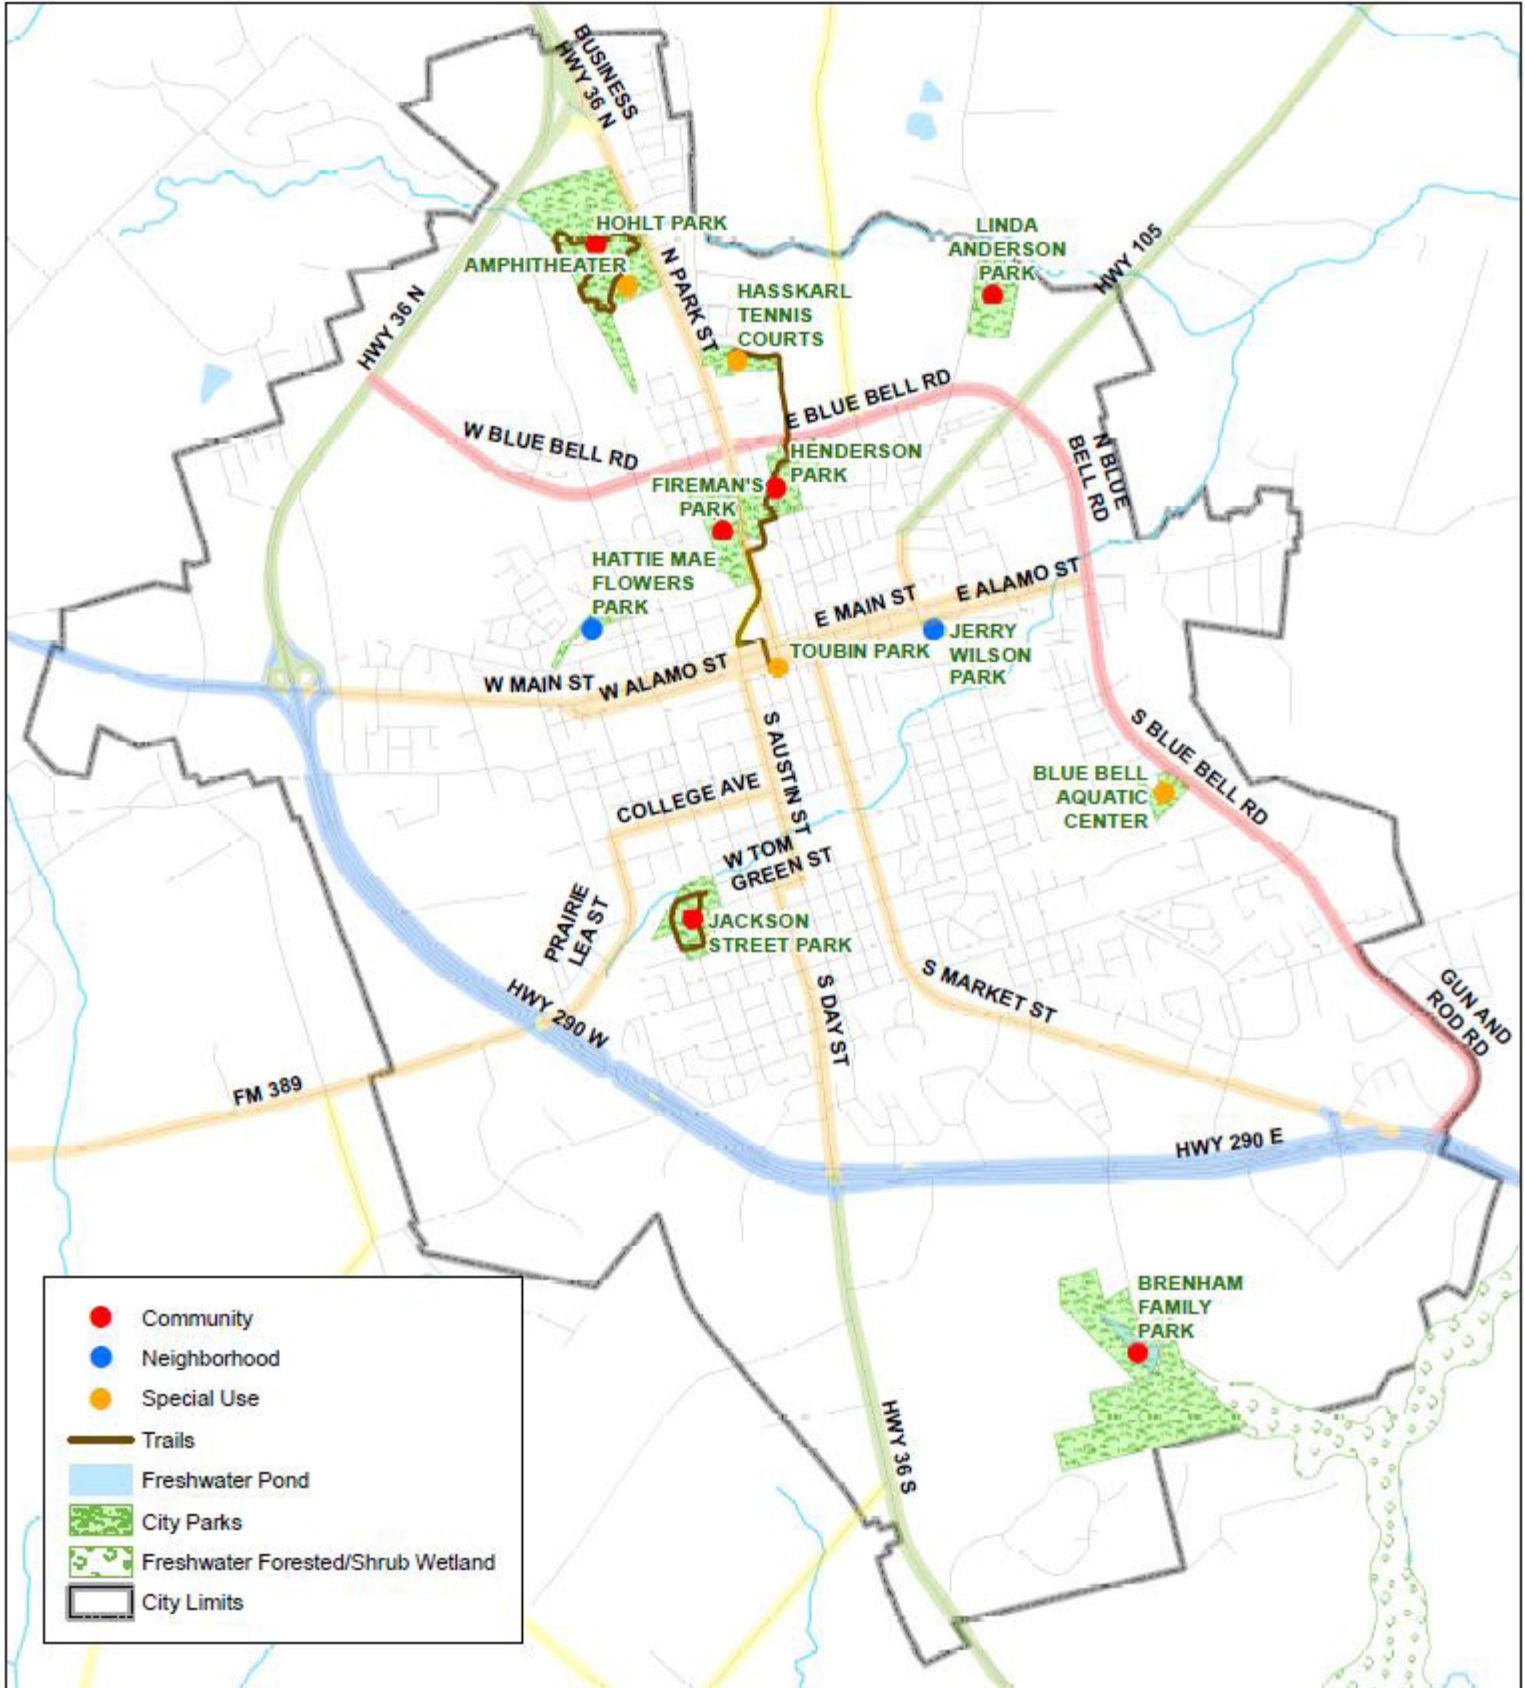 BUSINESS
HWY 36 N
HOHLT PARK
AMPHITHEATER
N PARK ST
LINDA
ANDERSON
PARK
HWY 105
HASSKARL
TENNIS
COURTS
HWY 36 N
W BLUE BELL RD
E BLUE BELL RD
N BLUE
BELL RD
HENDERSON
PARK
FIREMAN'S
PARK
HATTIE MAE
FLOWERS
PARK
E MAIN ST
E ALAMO ST
TOUBIN PARK
JERRY
WILSON
PARK
W MAIN ST
W ALAMO ST
S AUSTIN ST
S BLUE BELL RD
BLUE BELL
AQUATIC
CENTER
COLLEGE AVE
W TOM
GREEN ST
PRAIRIE
LEA ST
JACKSON
STREET PARK
S MARKET ST
S DAY ST
GUN AND
ROD RD
HWY 290 W
FM 389
HWY 290 E
BRENHAM
FAMILY
PARK
HWY 36 S
Community
Neighborhood
Special Use
Trails
Freshwater Pond
City Parks
Freshwater Forested/Shrub Wetland
City Limits